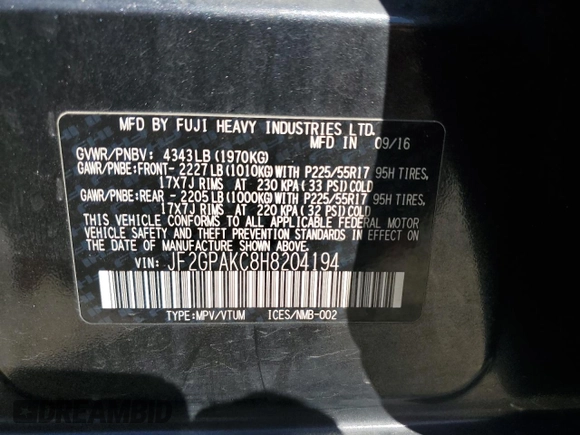 MFD BY FUJI HEAVY INDUSTRIES LTD.
MFD IN 09/16
GVWR/PNBV: 4343LB (1970KG)
GAWR/PNBE:FRONT- 2227LB (1010KG) WITH P225/55R17 95H TIRES,
17X7J RIMS AT 230 KPA ( 33 PSI) COLD
GAWR/PNBE:REAR - 2205LB (1000KG) WITH P225/55R17 95H TIRES,
17X7J RIMS AT 220 KPA ( 32 PSI) COLD
THIS VEHICLE CONFORMS TO ALL APPLICABLE FEDERAL MOTOR
VEHICLE SAFETY AND THEFT PREVENTION STANDARDS IN EFFECT ON
THE DATE OF MANUFACTURE SHOWN ABOVE.
VIN: JF2GPAKC8H8204194
TYPE:MPV/VTUM ICES/NMB-002
DREAMBID